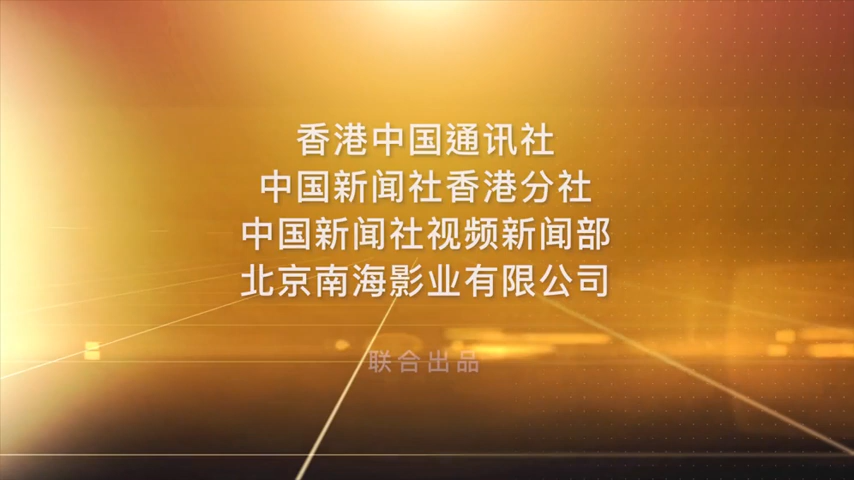 香港中国通讯社
中国新闻社香港分社
中国新闻社视频新闻部
北京南海影业有限公司
联合出品